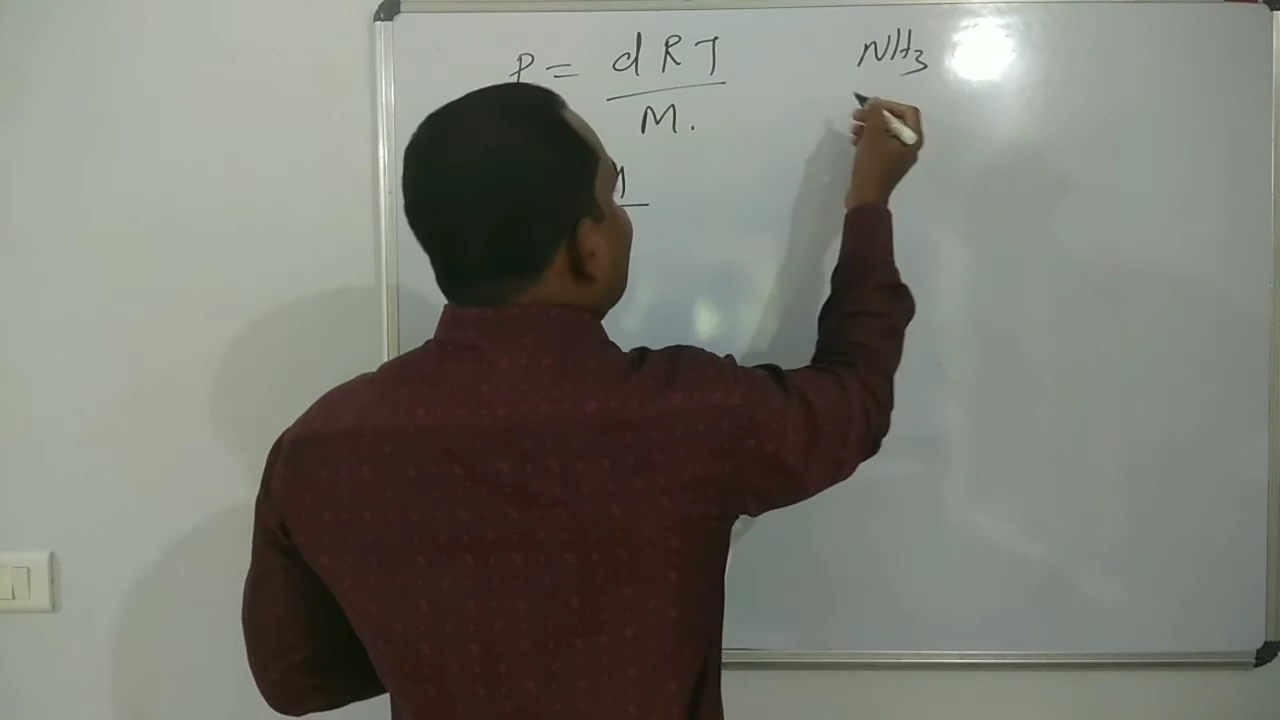 P = dRT / M.
NH3